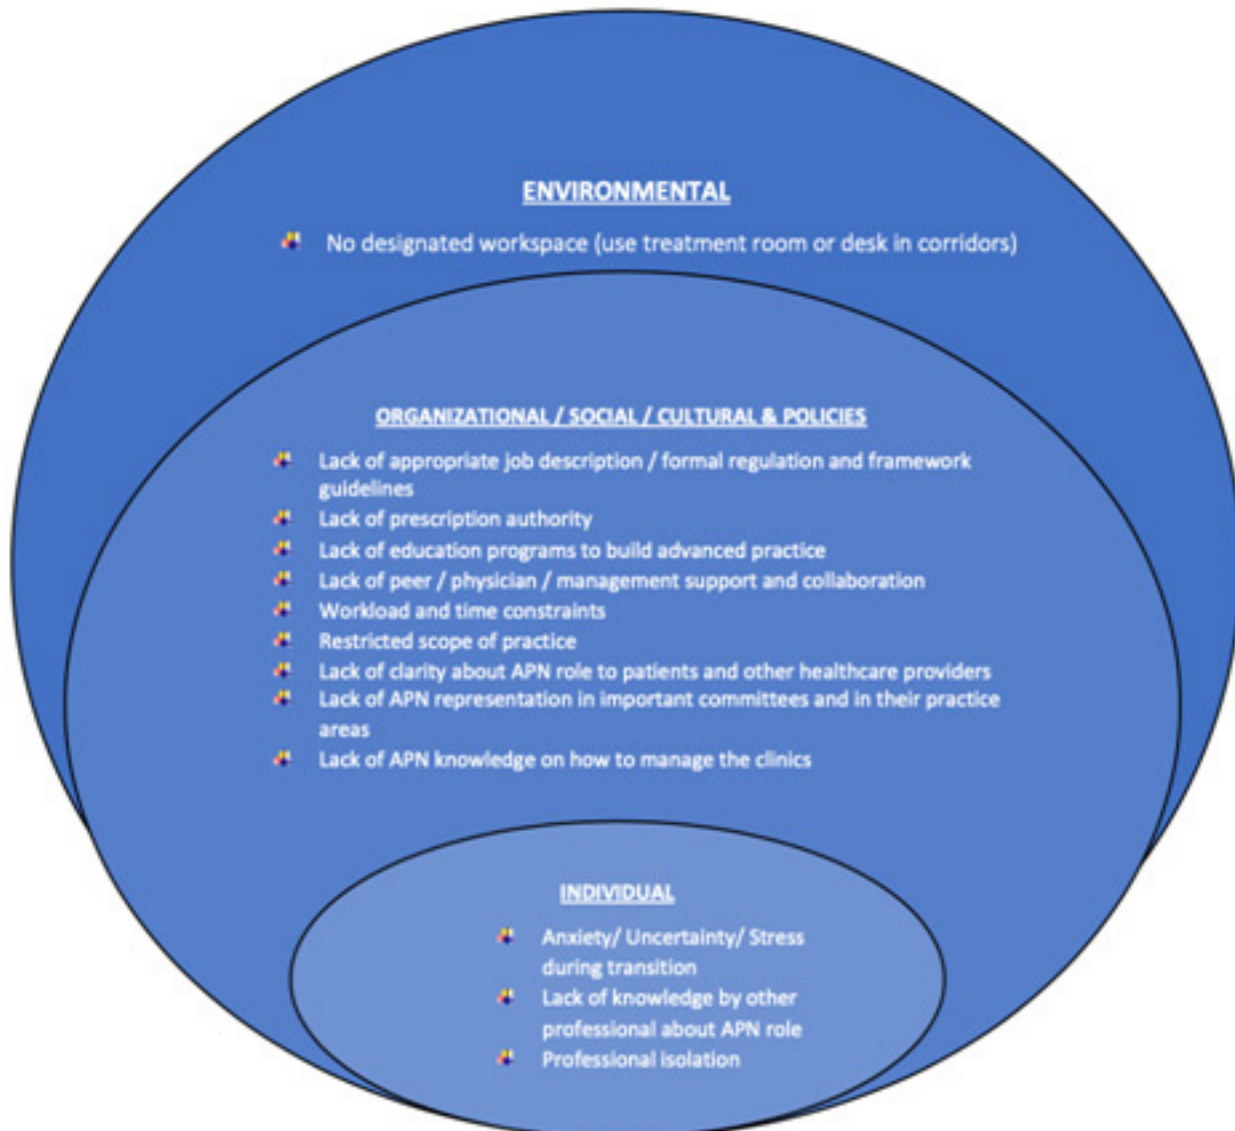 ENVIRONMENTAL
No designated workspace (use treatment room or desk in corridors)
ORGANIZATIONAL / SOCIAL / CULTURAL & POLICIES
Lack of appropriate job description / formal regulation and framework
guidelines
Lack of prescription authority
Lack of education programs to build advanced practice
Lack of peer / physician / management support and collaboration
Workload and time constraints
Restricted scope of practice
Lack of clarity about APN role to patients and other healthcare providers
Lack of APN representation in important committees and in their practice
areas
Lack of APN knowledge on how to manage the clinics
INDIVIDUAL
Anxiety/ Uncertainty/ Stress
during transition
Lack of knowledge by other
professional about APN role
Professional isolation